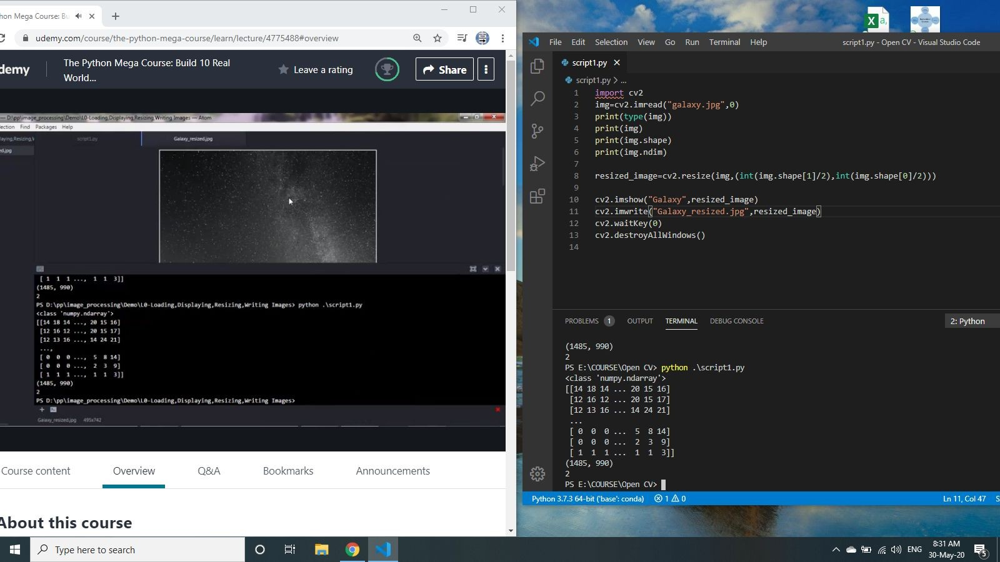 hon Mega Course: Bu
udemy.com/course/the-python-mega-course/learn/lecture/4775488#overview
demy
The Python Mega Course: Build 10 Real
World...
Leave a rating
Share
— D:\pp\image_processing\Demo\L0-Loading,Displaying,Resizing,Writing Images — Atom
lection Find Packages Help
laying,Resizing,V
script1.py
Galaxy_resized.jpg
ed.jpg
[ 1 1 1 ..., 1 1 3]]
(1485, 990)
2
PS D:\pp\image_processing\Demo\L0-Loading,Displaying,Resizing,Writing Images> python .\script1.py
<class 'numpy.ndarray'>
[[14 18 14 ..., 20 15 16]
[12 16 12 ..., 20 15 17]
[12 13 16 ..., 14 24 21]
...,
[ 0 0 0 ..., 5 8 14]
[ 0 0 0 ..., 2 3 9]
[ 1 1 1 ..., 1 1 3]]
(1485, 990)
2
PS D:\pp\image_processing\Demo\L0-Loading,Displaying,Resizing,Writing Images>
Galaxy_resized.jpg 495x742
Course content
Overview
Q&A
Bookmarks
Announcements
About this course
File Edit Selection View Go Run Terminal Help
script1.py - Open CV - Visual Studio Code
script1.py
script1.py > ...
1 import cv2
2 img=cv2.imread("galaxy.jpg",0)
3 print(type(img))
4 print(img)
5 print(img.shape)
6 print(img.ndim)
7
8 resized_image=cv2.resize(img,(int(img.shape[1]/2),int(img.shape[0]/2)))
9
10 cv2.imshow("Galaxy",resized_image)
11 cv2.imwrite("Galaxy_resized.jpg",resized_image)
12 cv2.waitKey(0)
13 cv2.destroyAllWindows()
14
PROBLEMS 1 OUTPUT TERMINAL DEBUG CONSOLE
2: Python
(1485, 990)
2
PS E:\COURSE\Open CV> python .\script1.py
<class 'numpy.ndarray'>
[[14 18 14 ... 20 15 16]
[12 16 12 ... 20 15 17]
[12 13 16 ... 14 24 21]
...
[ 0 0 0 ... 5 8 14]
[ 0 0 0 ... 2 3 9]
[ 1 1 1 ... 1 1 3]]
(1485, 990)
2
PS E:\COURSE\Open CV>
Python 3.7.3 64-bit ('base': conda) 1 0
Ln 11, Col 47 S
Type here to search
ENG
8:31 AM
30-May-20
5